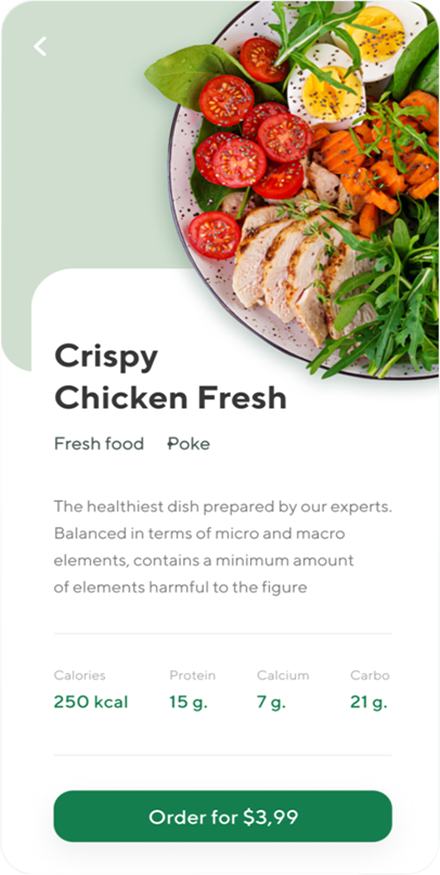 Crispy
Chicken Fresh
Fresh food Poke
The healthiest dish prepared by our experts.
Balanced in terms of micro and macro
elements, contains a minimum amount
of elements harmful to the figure
Calories Protein Calcium Carbo
250 kcal 15 g. 7 g. 21 g.
Order for $3,99